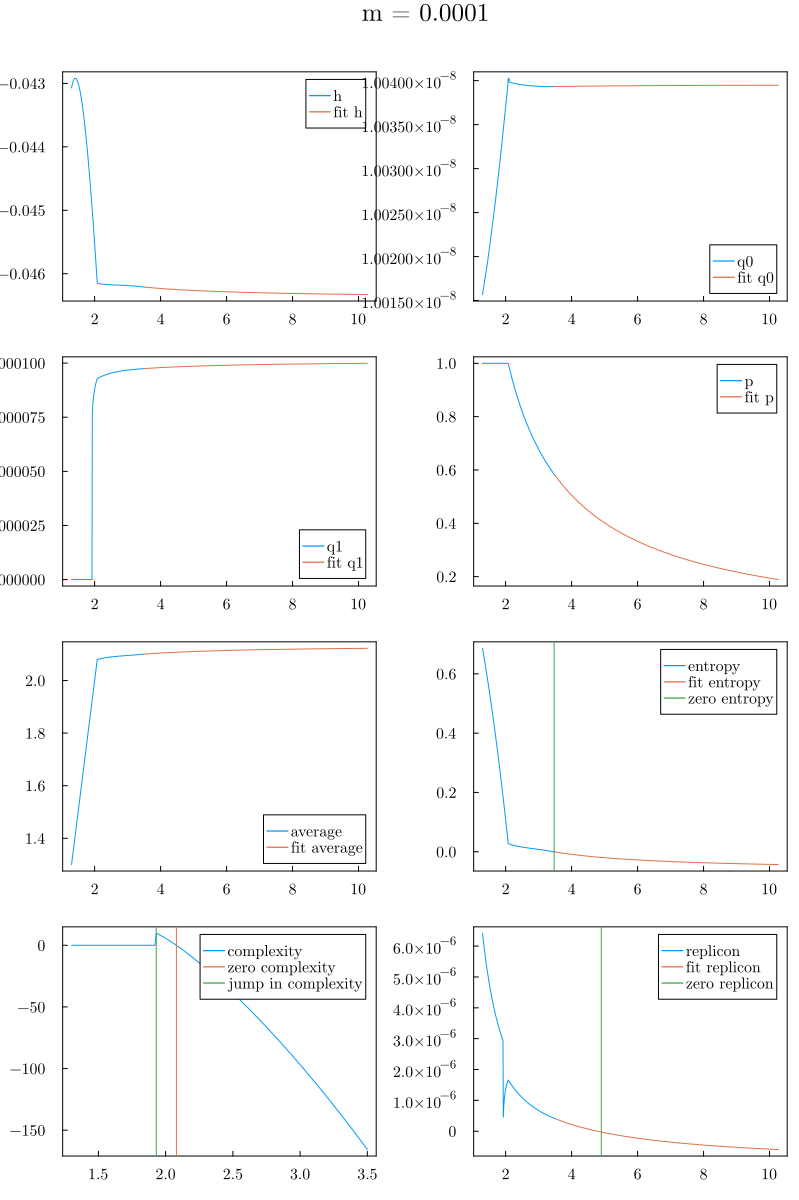 m = 0.0001
−0.043
−0.044
−0.045
−0.046
2 4 6 8 10
h
fit h
1.00400×10⁻⁸
1.00350×10⁻⁸
1.00300×10⁻⁸
1.00250×10⁻⁸
1.00200×10⁻⁸
1.00150×10⁻⁸
2 4 6 8 10
q0
fit q0
000100
000075
000050
000025
000000
2 4 6 8 10
q1
fit q1
1.0
0.8
0.6
0.4
0.2
2 4 6 8 10
p
fit p
2.0
1.8
1.6
1.4
2 4 6 8 10
average
fit average
0.6
0.4
0.2
0.0
2 4 6 8 10
entropy
fit entropy
zero entropy
0
−50
−100
−150
1.5 2.0 2.5 3.0 3.5
complexity
zero complexity
jump in complexity
6.0×10⁻⁶
5.0×10⁻⁶
4.0×10⁻⁶
3.0×10⁻⁶
2.0×10⁻⁶
1.0×10⁻⁶
0
2 4 6 8 10
replicon
fit replicon
zero replicon